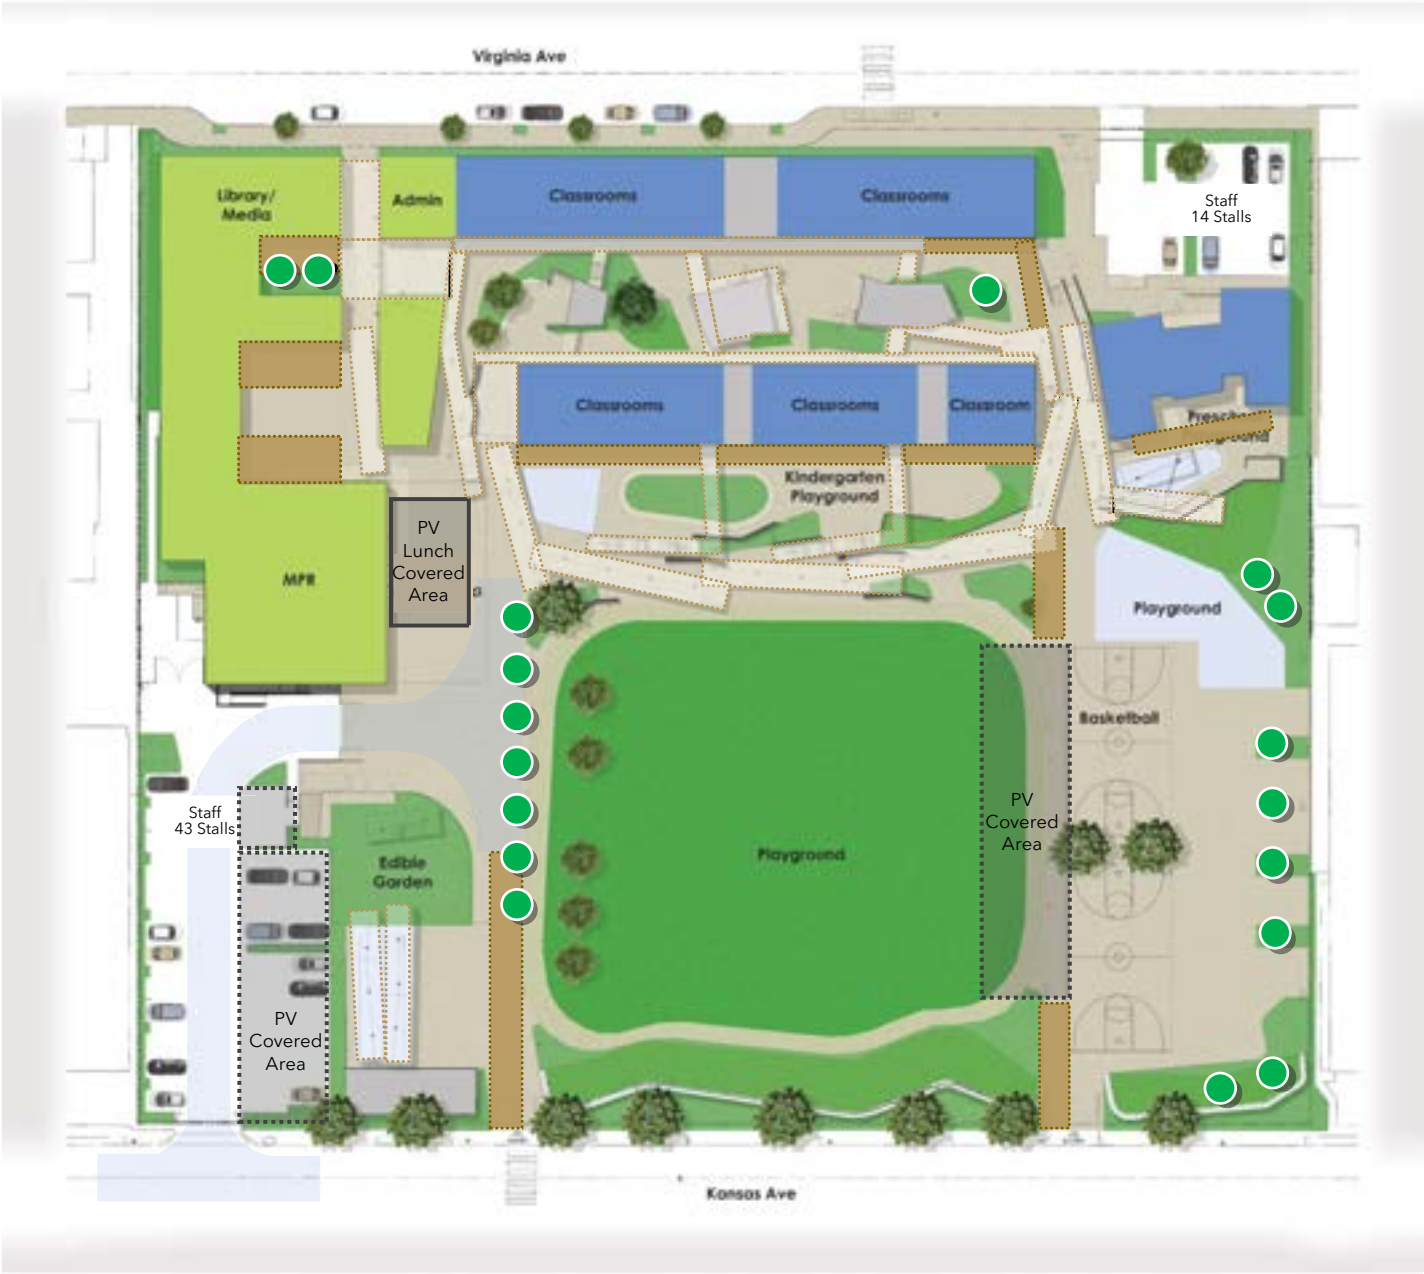 Virginia Ave
Library/
Media
Admin
Classrooms
Classrooms
Staff
14 Stalls
Classrooms
Classrooms
Classroom
Kindergarten
Playground
PV
Lunch
Covered
Area
MPR
Playground
Basketball
Staff
43 Stalls
PV
Covered
Area
Edible
Garden
Playground
PV
Covered
Area
Kansas Ave